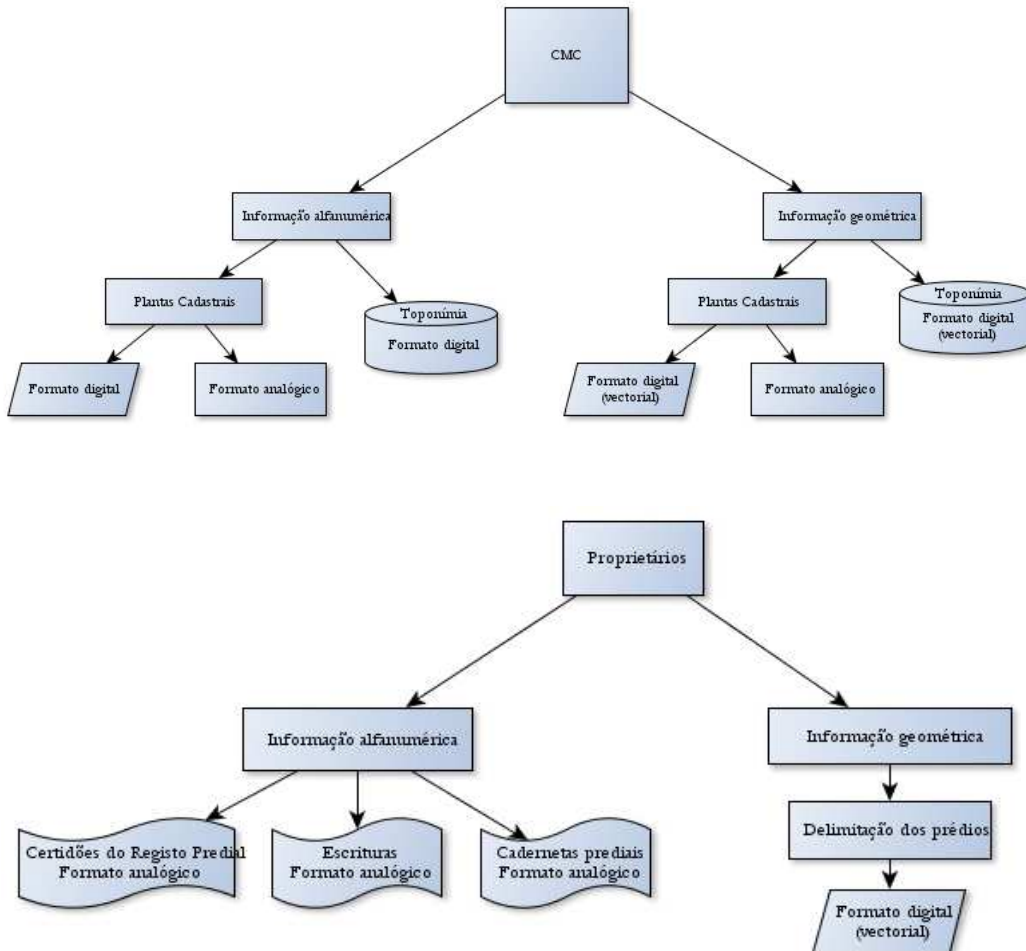 CMC
Informação alfanumérica
Informação geométrica
Plantas Cadastrais
Toponímia
Formato digital
Plantas Cadastrais
Toponímia
Formato digital
(vectorial)
Formato digital
Formato analógico
Formato digital
(vectorial)
Formato analógico
Proprietários
Informação alfanumérica
Informação geométrica
Certidões do Registo Predial
Formato analógico
Escrituras
Formato analógico
Cadernetas prediais
Formato analógico
Delimitação dos prédios
Formato digital
(vectorial)